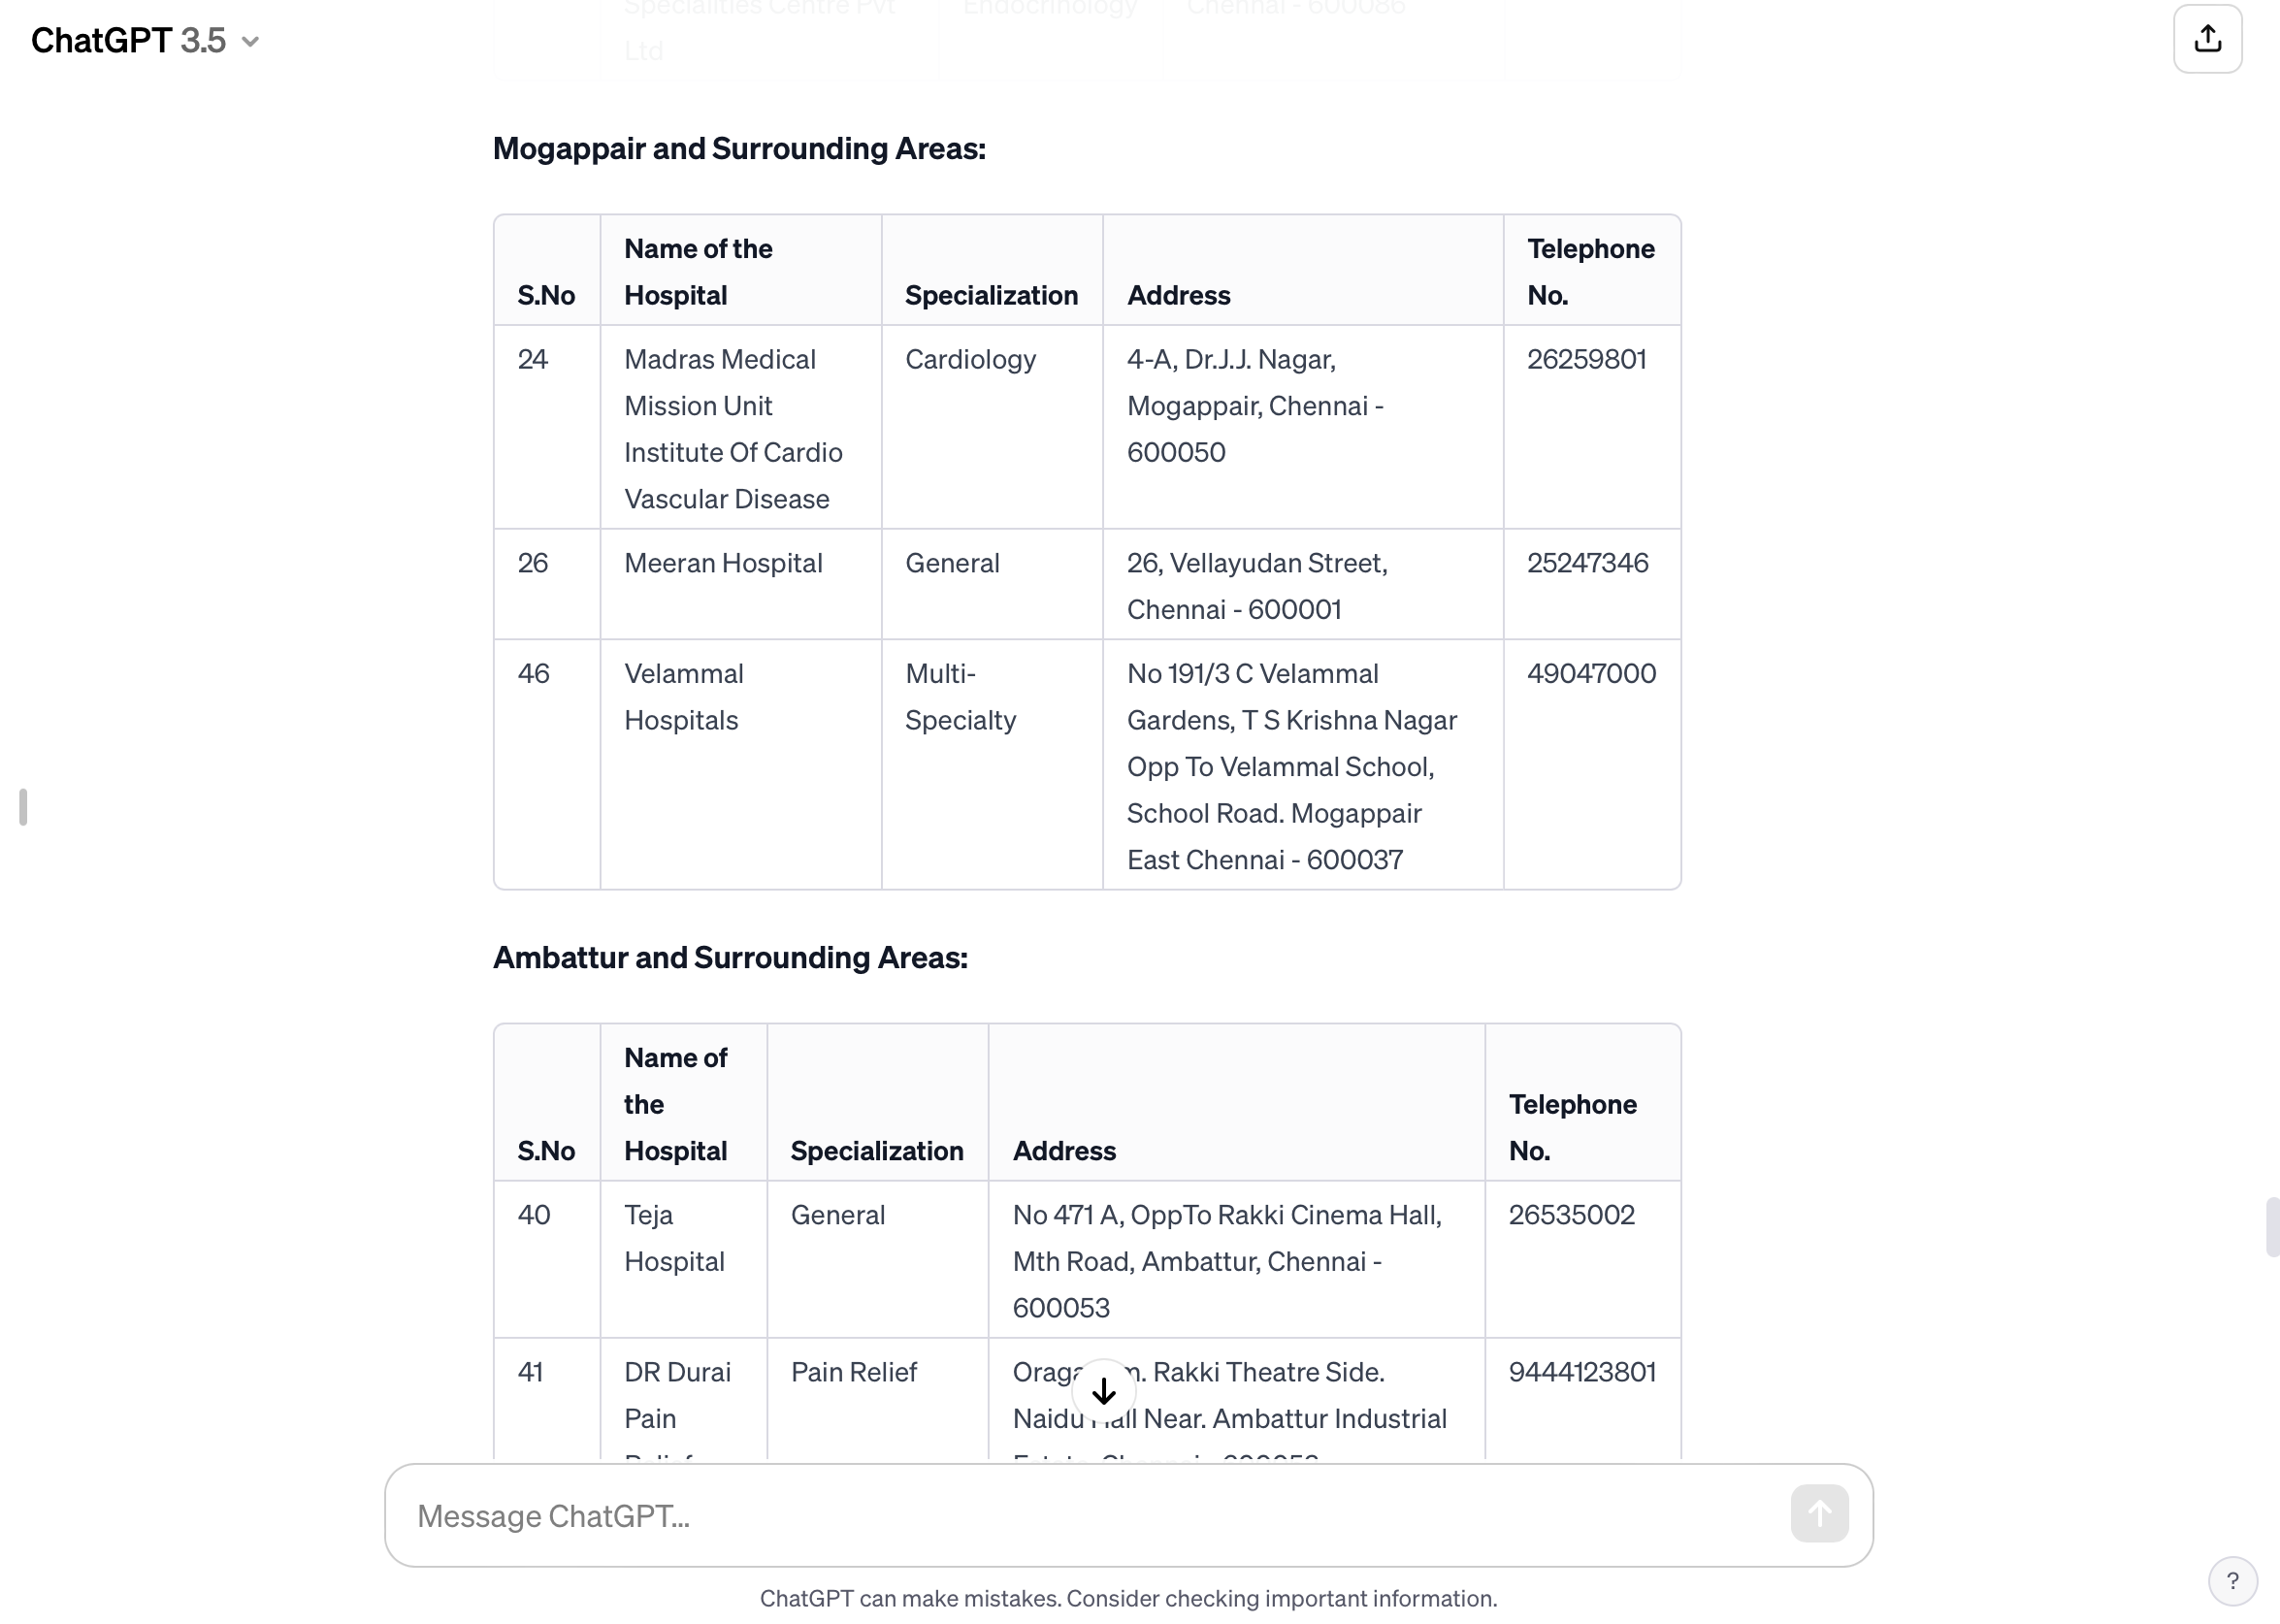 Specialities Centre Pvt Endocrinology Chennai - 600086
ChatGPT 3.5
Ltd
Mogappair and Surrounding Areas:
Name of the Telephone
S.No Hospital Specialization Address No.
24 Madras Medical Cardiology 4-A, Dr.J.J. Nagar, 26259801
Mission Unit Mogappair, Chennai -
Institute Of Cardio 600050
Vascular Disease
26 Meeran Hospital General 26, Vellayudan Street, 25247346
Chennai - 600001
46 Velammal Multi- No 191/3 C Velammal 49047000
Hospitals Specialty Gardens, T S Krishna Nagar
Opp To Velammal School,
School Road. Mogappair
East Chennai - 600037
Ambattur and Surrounding Areas:
Name of
the Telephone
S.No Hospital Specialization Address No.
40 Teja General No 471 A, OppTo Rakki Cinema Hall, 26535002
Hospital Mth Road, Ambattur, Chennai -
600053
41 DR Durai Pain Relief Rakki Theatre Side. 9444123801
Pain Naidu Hall Near. Ambattur Industrial
Message ChatGPT...
ChatGPT can make mistakes. Consider checking important information.
?